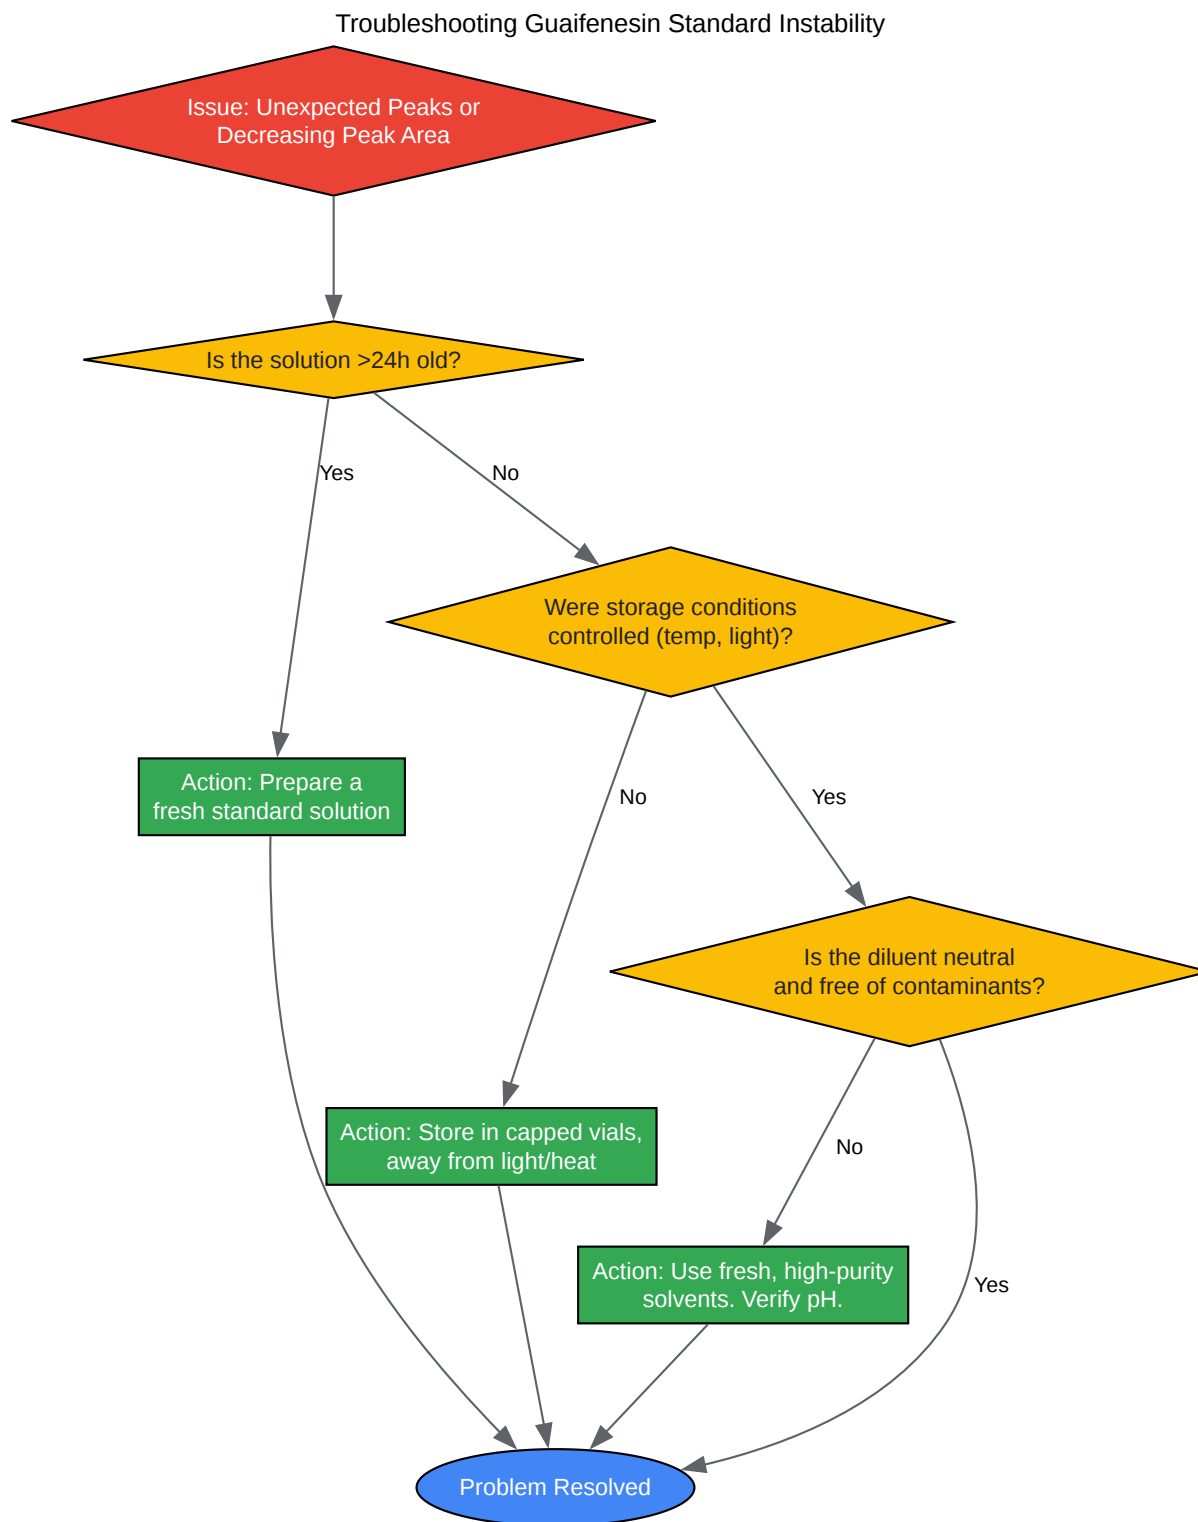 Troubleshooting Guaifenesin Standard Instability
Issue: Unexpected Peaks or
Decreasing Peak Area
Is the solution >24h old?
Yes
No
Were storage conditions
controlled (temp, light)?
Action: Prepare a
fresh standard solution
No
Yes
Is the diluent neutral
and free of contaminants?
Action: Store in capped vials,
away from light/heat
No
Action: Use fresh, high-purity
solvents. Verify pH.
Yes
Problem Resolved